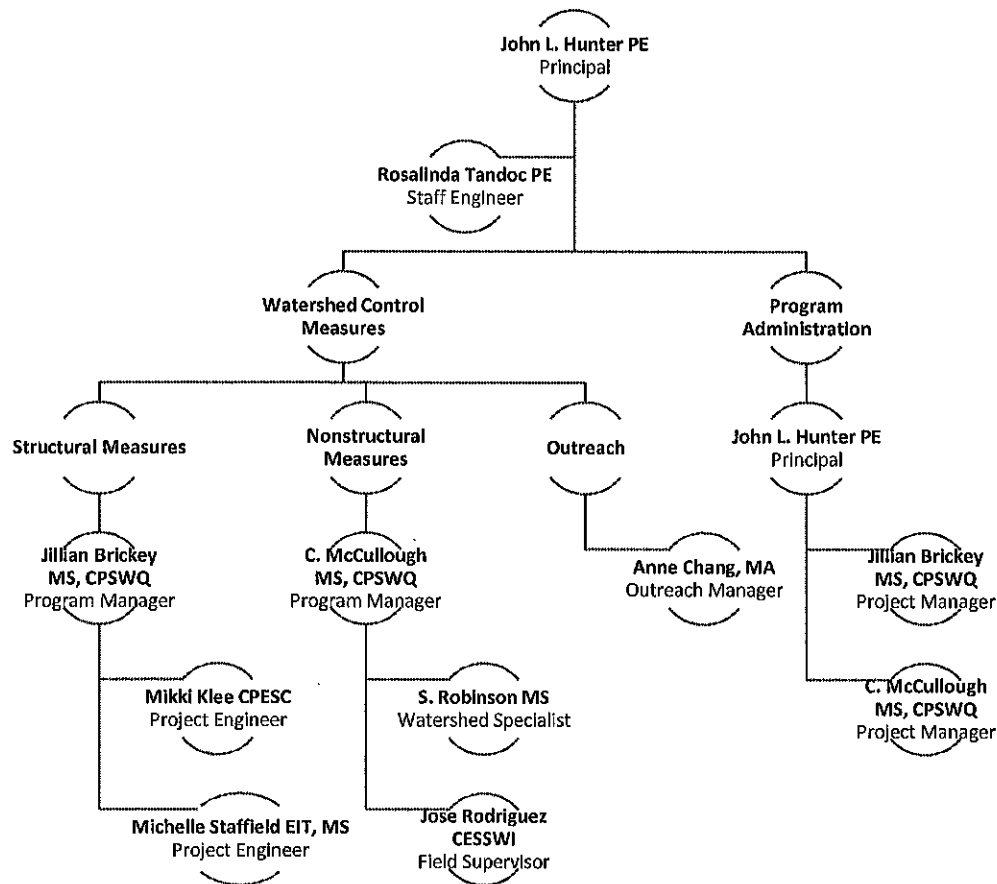 John L. Hunter PE
Principal
Rosalinda Tandoc PE
Staff Engineer
Watershed Control
Measures
Program
Administration
Structural Measures
Nonstructural
Measures
Outreach
John L. Hunter PE
Principal
Jillian Brickey
MS, CPSWQ
Program Manager
C. McCullough
MS, CPSWQ
Program Manager
Anne Chang, MA
Outreach Manager
Jillian Brickey
MS, CPSWQ
Project Manager
Mikki Klee CPESC
Project Engineer
S. Robinson MS
Watershed Specialist
C. McCullough
MS, CPSWQ
Project Manager
Michelle Staffield EIT, MS
Project Engineer
Jose Rodriguez
CESSWI
Field Supervisor